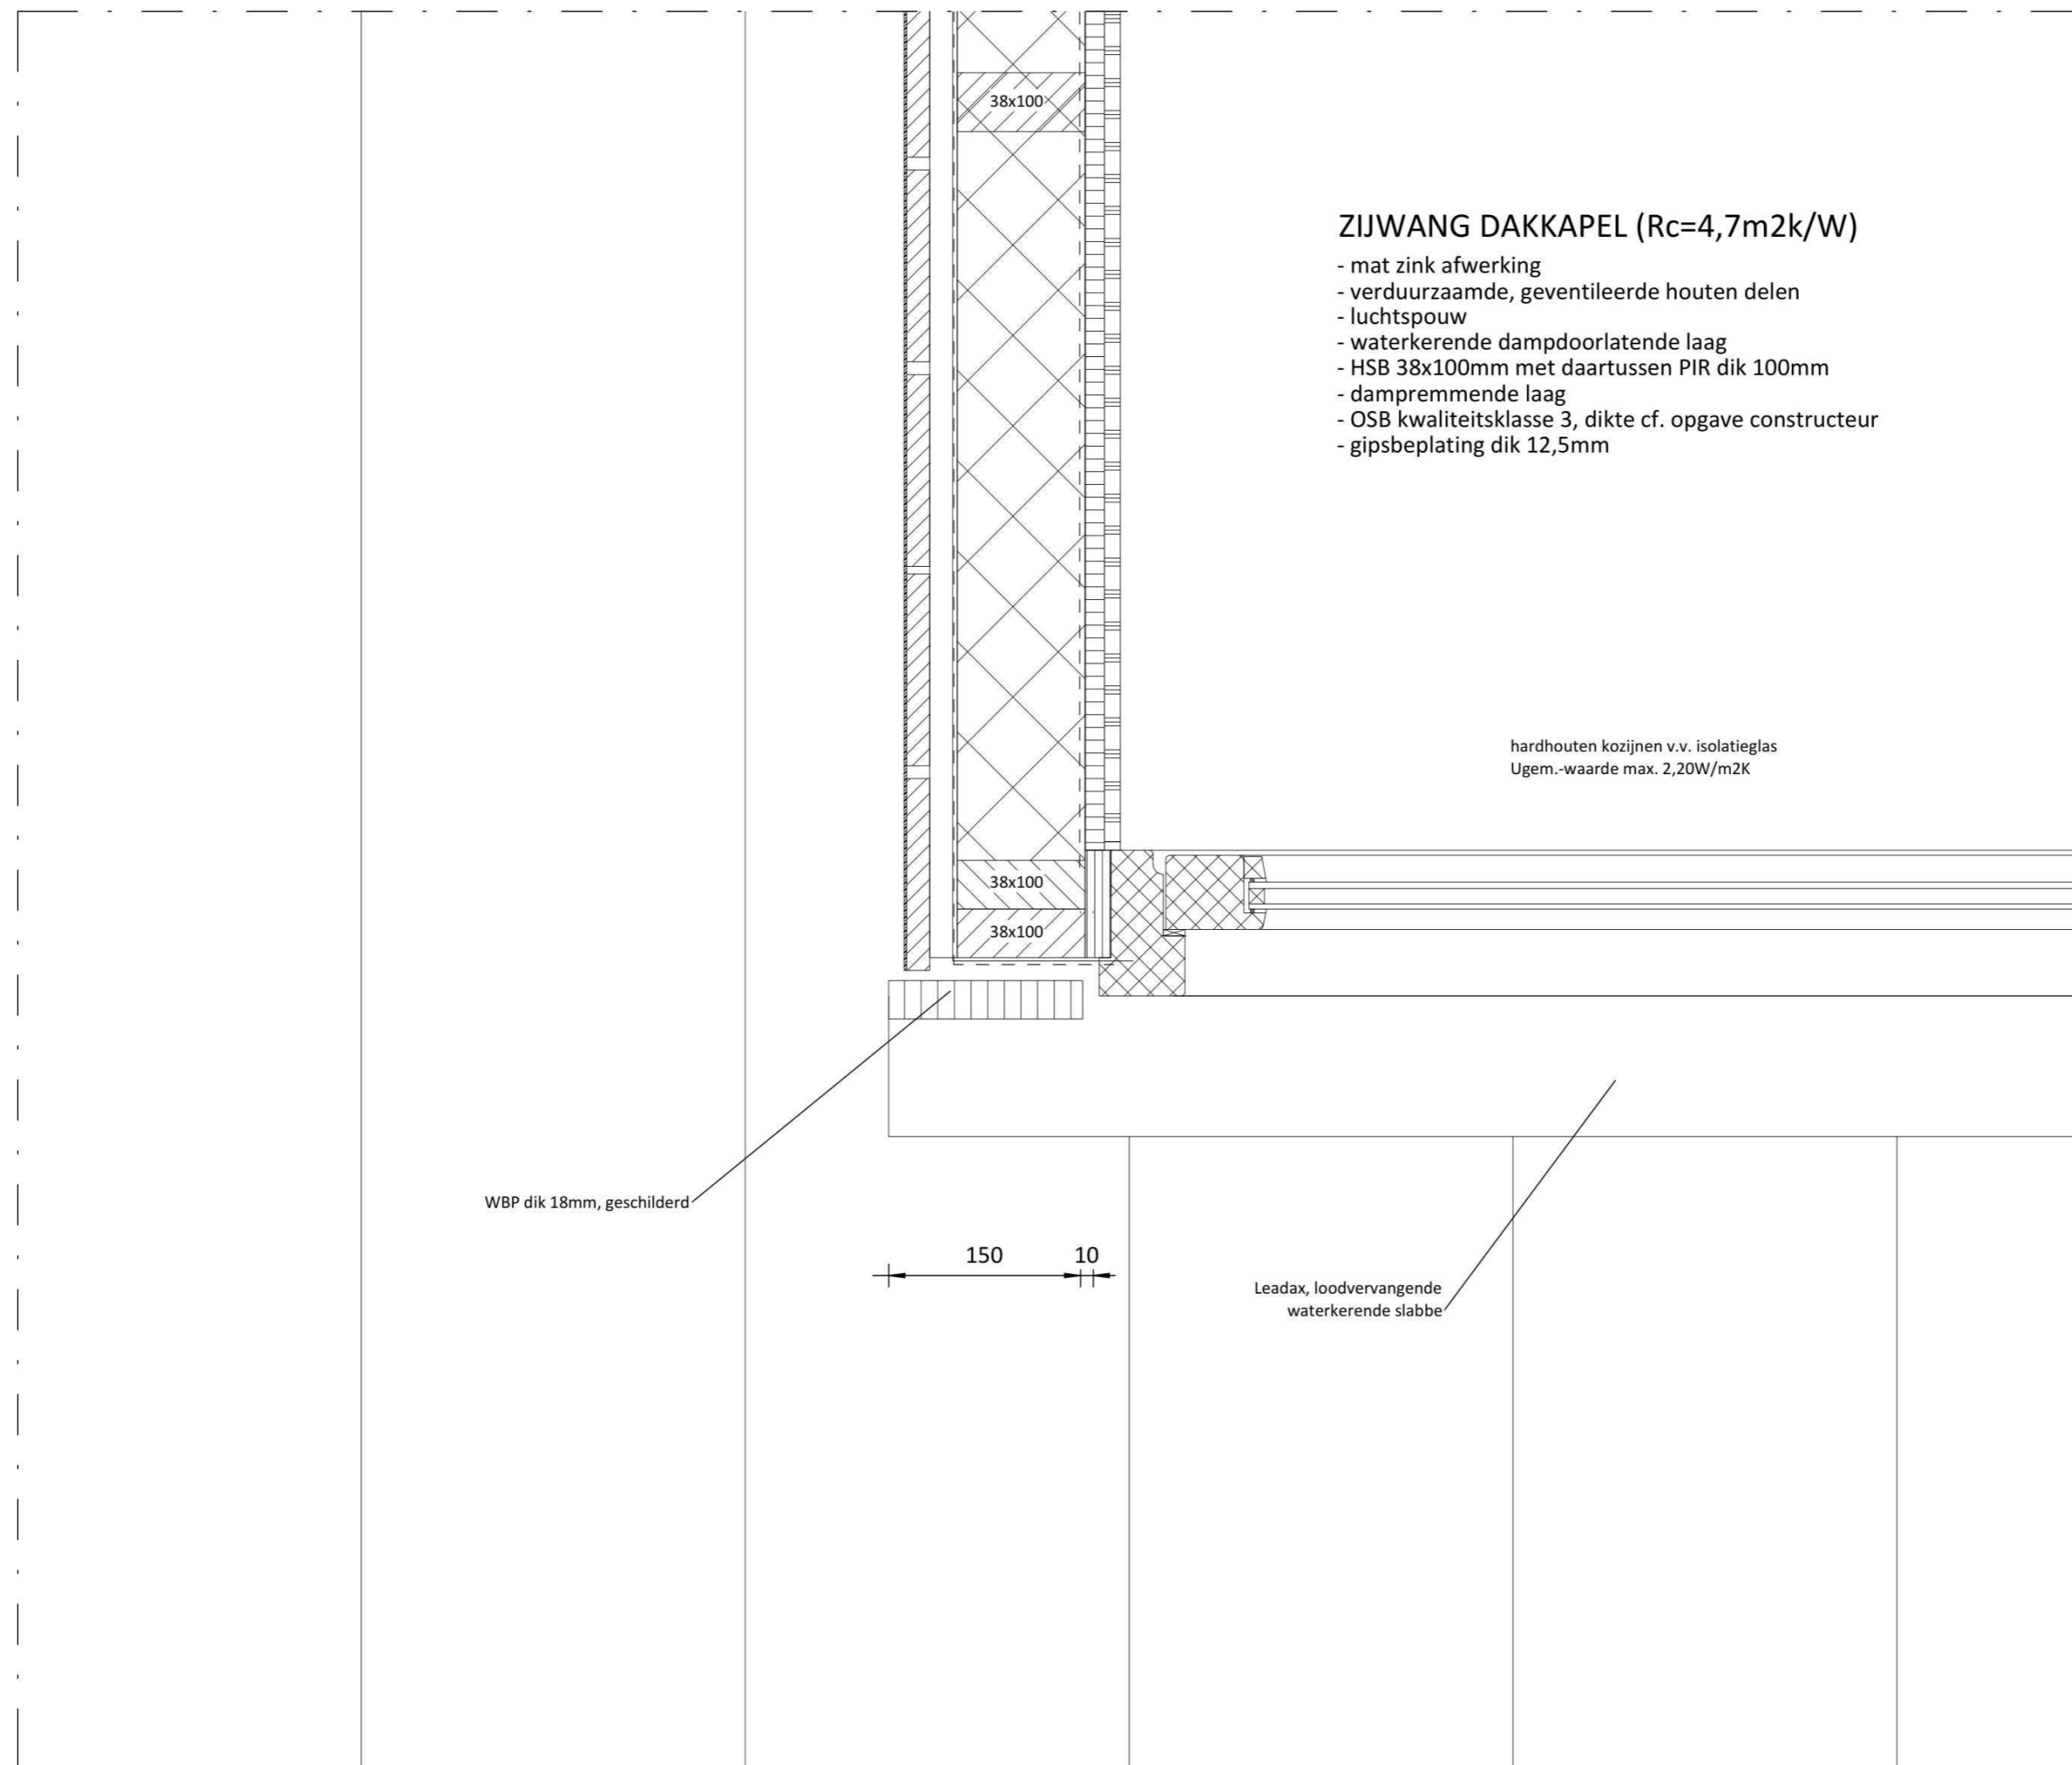 38x100
ZIJWANG DAKKAPEL (Rc=4,7m2k/W)
- mat zink afwerking
- verduurzaamde, geventileerde houten delen
- luchtspouw
- waterkerende dampdoorlatende laag
- HSB 38x100mm met daartussen PIR dik 100mm
- dampremmende laag
- OSB kwaliteitsklasse 3, dikte cf. opgave constructeur
- gipsbeplating dik 12,5mm
hardhouten kozijnen v.v. isolatieglas
Ugem.-waarde max. 2,20W/m2K
38x100
38x100
WBP dik 18mm, geschilderd
150 10
Leadax, loodvervangende
waterkerende slabbe